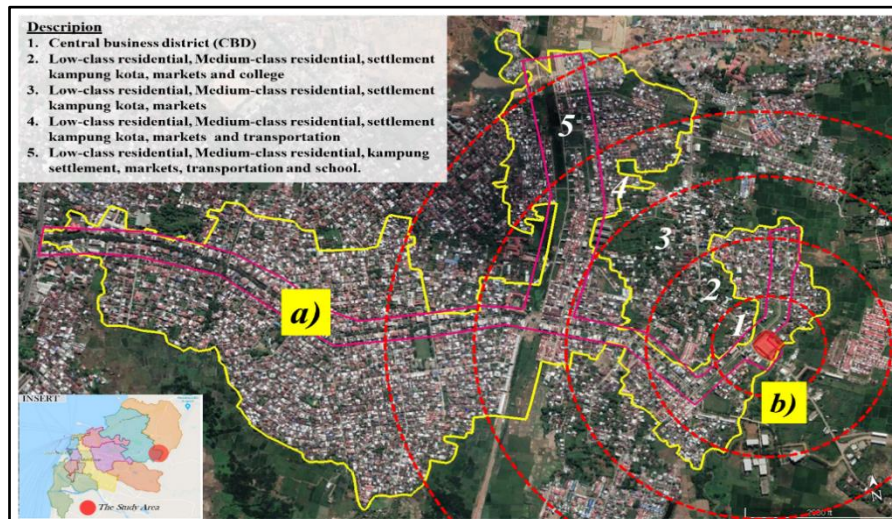 Descripion
1. Central business district (CBD)
2. Low-class residential, Medium-class residential, settlement
kampung kota, markets and college
3. Low-class residential, Medium-class residential, settlement
kampung kota, markets
4. Low-class residential, Medium-class residential, settlement
kampung kota, markets and transportation
5. Low-class residential, Medium-class residential, kampung
settlement, markets, transportation and school.
5
4
3
2
1
a)
b)
INSERT
The Study Area
N